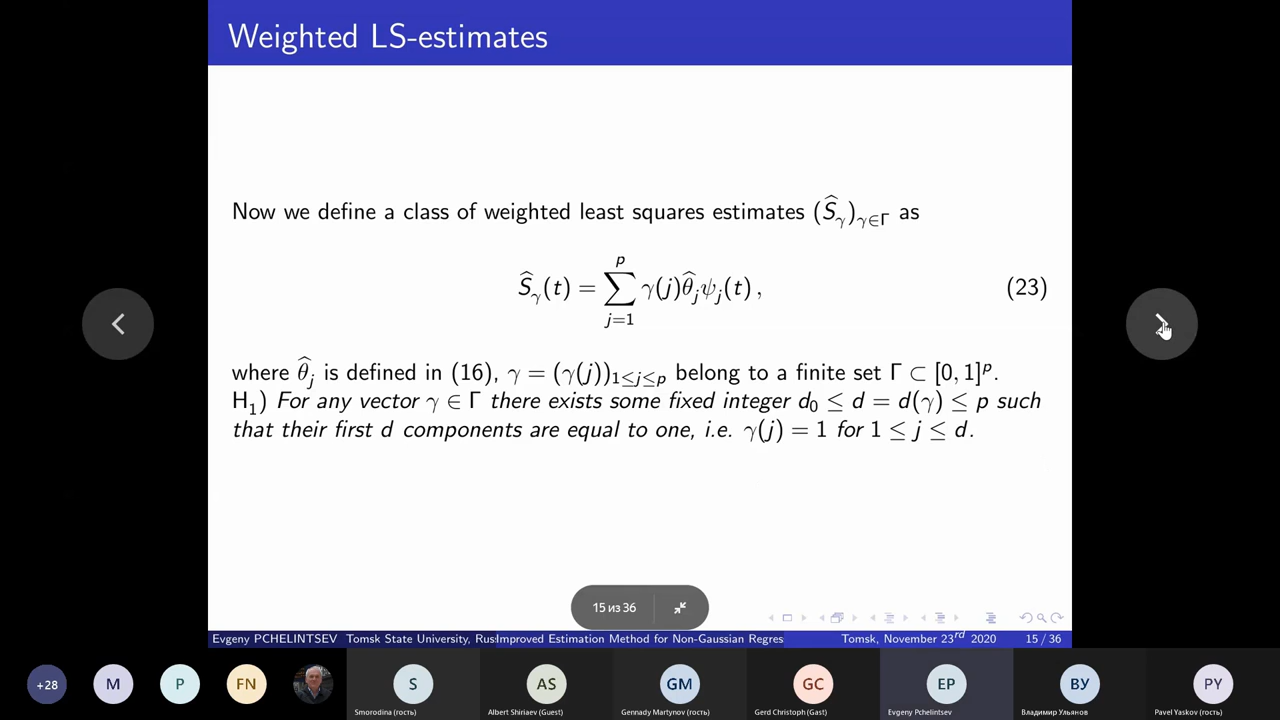 Weighted LS-estimates
Now we define a class of weighted least squares estimates (Ŝ_γ)_{γ∈Γ} as
Ŝ_γ(t) = ∑_{j=1}^{p} γ(j)θ̂_jψ_j(t) , (23)
where θ̂_j is defined in (16), γ = (γ(j))_{1≤j≤p} belong to a finite set Γ ⊂ [0, 1]^p.
H₁) For any vector γ ∈ Γ there exists some fixed integer d₀ ≤ d = d(γ) ≤ p such
that their first d components are equal to one, i.e. γ(j) = 1 for 1 ≤ j ≤ d.
15 из 36
Evgeny PCHELINTSEV Tomsk State University, Rus Improved Estimation Method for Non-Gaussian Regres Tomsk, November 23rd 2020 15 / 36
+28 M P FN S AS GM GC EP ВУ PY
Smorodina (гость) Albert Shiriaev (Guest) Gennady Martynov (гость) Gerd Christoph (Gast) Evgeny Pchelintsev Владимир Ульянов Pavel Yaskov (гость)